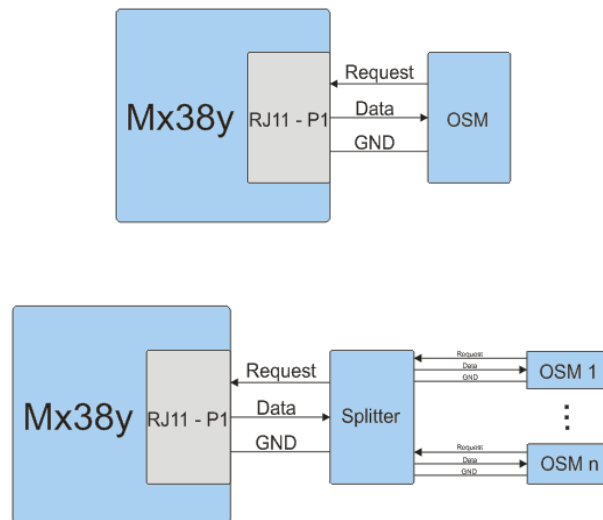 Mx38y
RJ11 - P1
Request
Data
GND
OSM
Mx38y
RJ11 - P1
Request
Data
GND
Splitter
Request
Data
GND
OSM 1
Request
Data
GND
OSM n